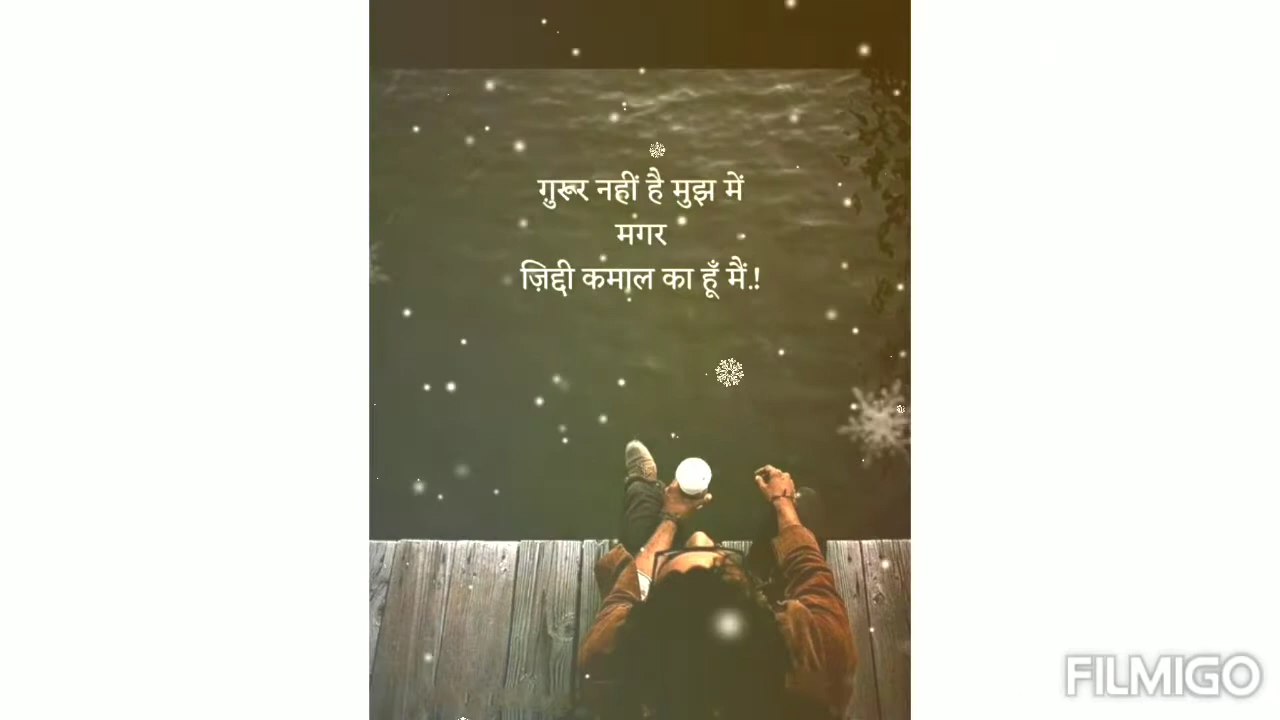 ग़ुरूर नहीं है मुझ में
मगर
ज़िद्दी कमाल का हूँ मैं.!
FILMIGO